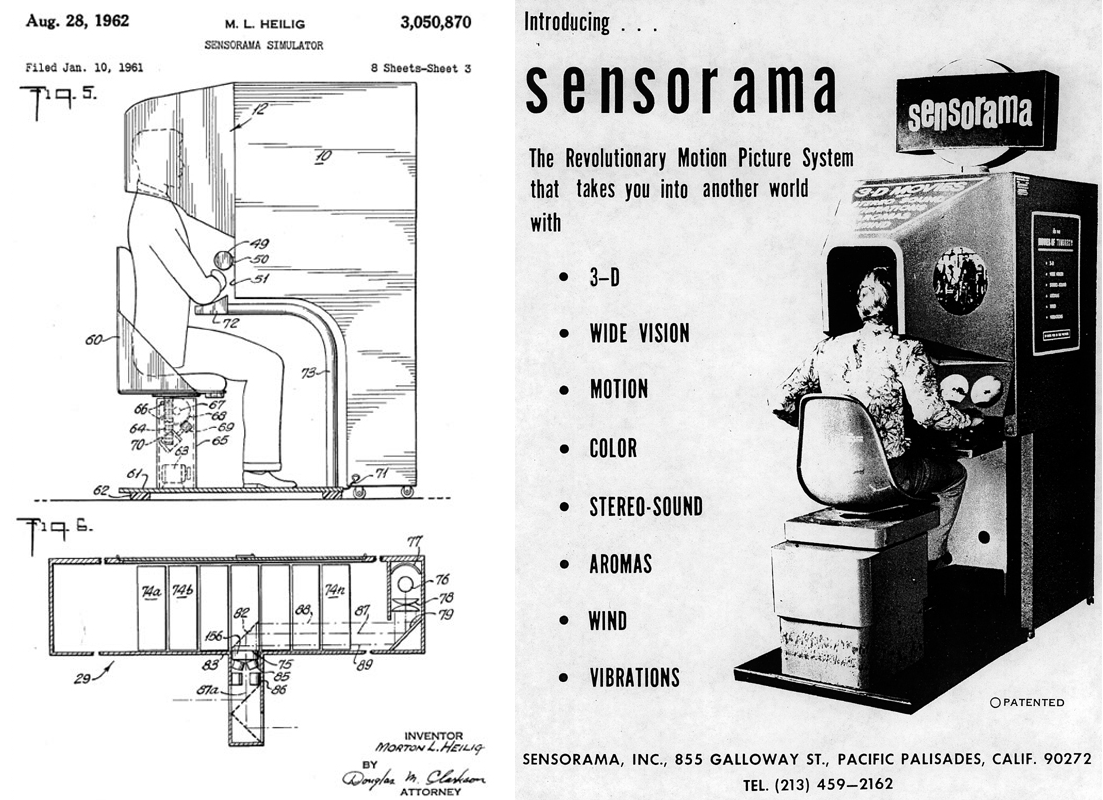 Aug. 28, 1962
M. L. HEILIG
3,050,870
SENSORAMA SIMULATOR
Filed Jan. 10, 1961
8 Sheets-Sheet 3
Fig. 5.
12
10
49
50
51
72
60
73
66
67
68
64
69
70
65
63
61
62
71
Fig. 6.
77
74a
74b
74n
76
88
87
78
82
79
156
83
75
89
85
29
86
87a
INVENTOR
MORTON L. HEILIG
BY
Douglas M. Clarkson
ATTORNEY
Introducing . . .
sensorama
sensorama
The Revolutionary Motion Picture System
that takes you into another world
with
3-D MOVIES
• 3-D
• WIDE VISION
• MOTION
• COLOR
• STEREO-SOUND
• AROMAS
• WIND
• VIBRATIONS
PATENTED
SENSORAMA, INC., 855 GALLOWAY ST., PACIFIC PALISADES, CALIF. 90272
TEL. (213) 459-2162